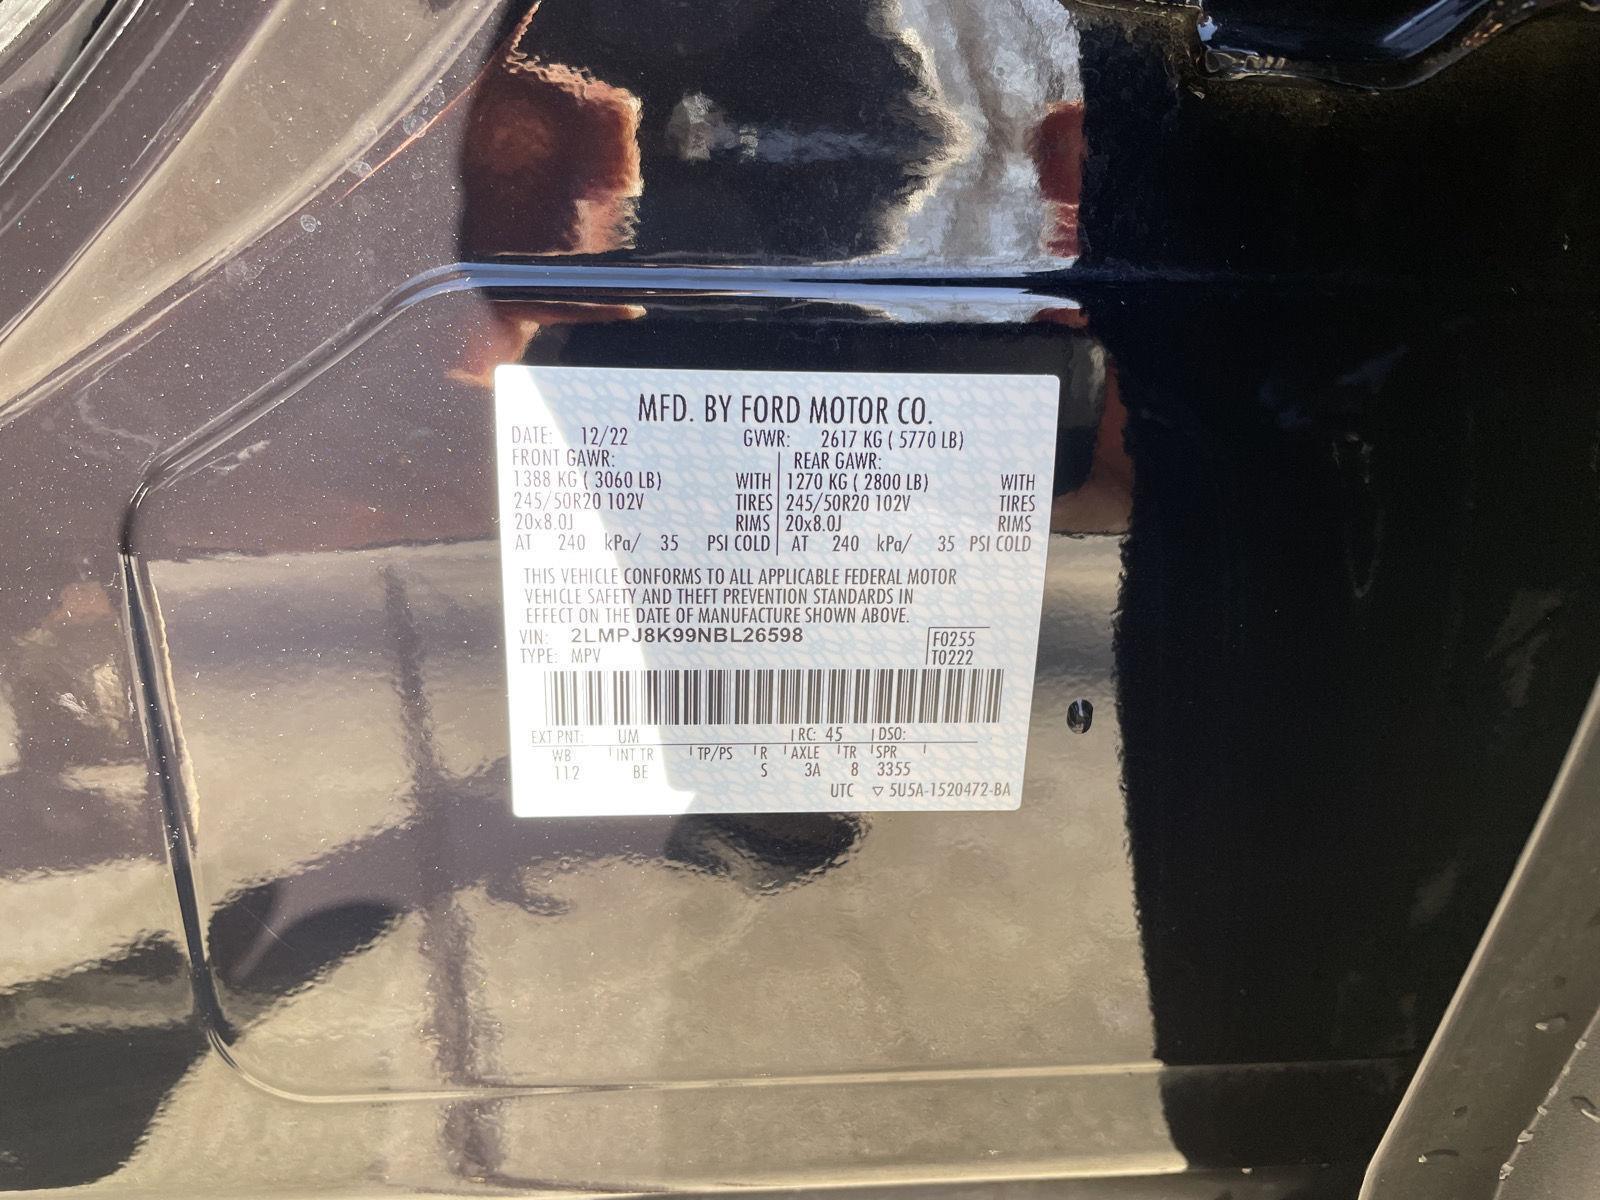 MFD. BY FORD MOTOR CO.
DATE: 12/22 GVWR: 2617 KG ( 5770 LB)
FRONT GAWR: REAR GAWR:
1388 KG ( 3060 LB) WITH 1270 KG ( 2800 LB) WITH
245/50R20 102V TIRES 245/50R20 102V TIRES
20x8.0J RIMS 20x8.0J RIMS
AT 240 kPa/ 35 PSI COLD AT 240 kPa/ 35 PSI COLD
THIS VEHICLE CONFORMS TO ALL APPLICABLE FEDERAL MOTOR
VEHICLE SAFETY AND THEFT PREVENTION STANDARDS IN
EFFECT ON THE DATE OF MANUFACTURE SHOWN ABOVE.
VIN: 2LMPJ8K99NBL26598 F0255
TYPE: MPV T0222
EXT PNT: UM RC: 45 DSO:
WB INT TR TP/PS R AXLE TR SPR
112 BE S 3A 8 3355
UTC ▽ 5U5A-1520472-BA